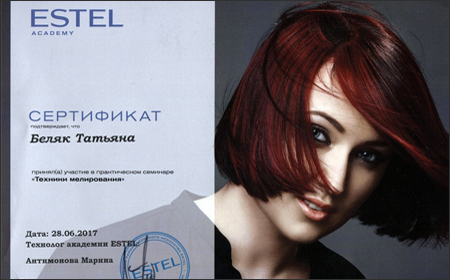 ESTEL
ACADEMY
СЕРТИФИКАТ
подтверждает, что
Беляк Татьяна
принял(а) участие в практическом семинаре
«Техники мелирования»
Дата: 28.06.2017
Технолог академии ESTEL:
Антимонова Марина
ESTEL